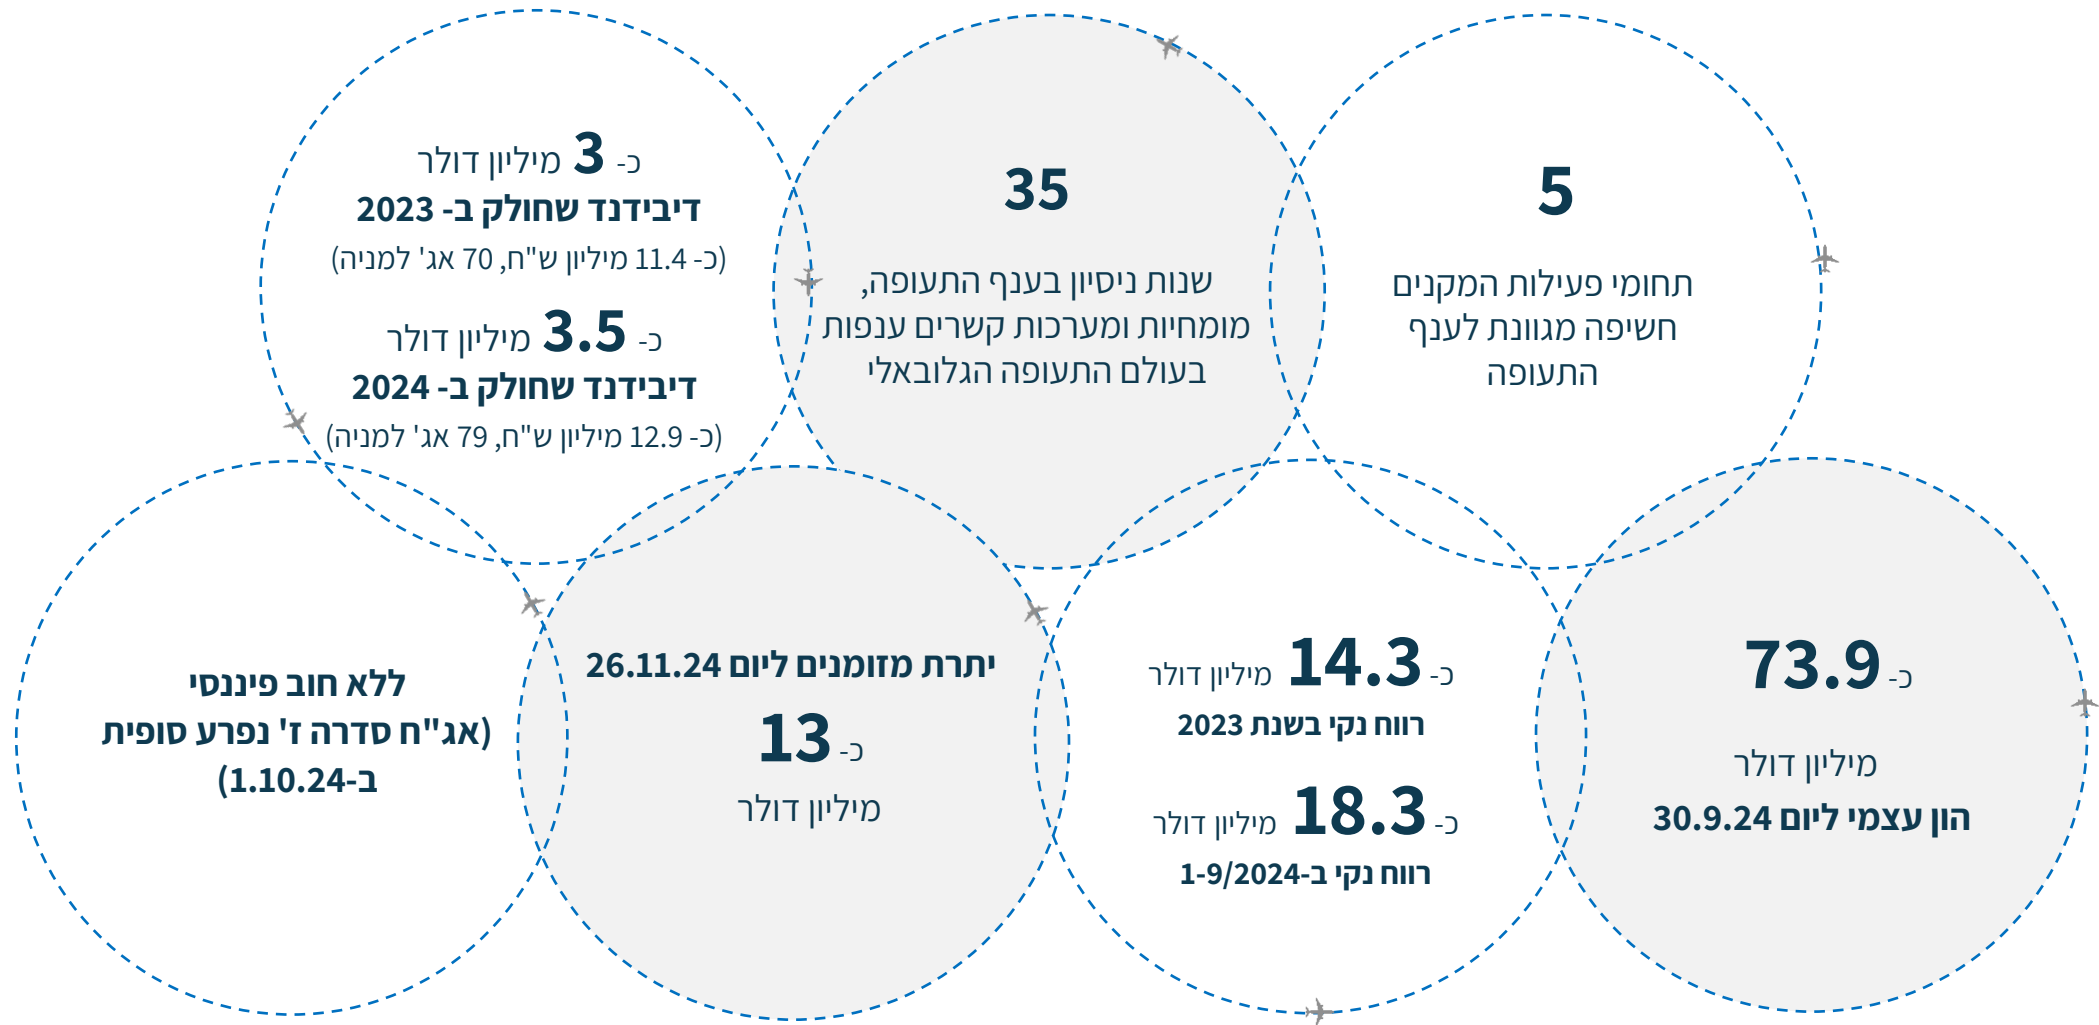 5
תחומי פעילות המקנים
חשיפה מגוונת לענף
התעופה
35
שנות ניסיון בענף התעופה,
מומחיות ומערכות קשרים ענפות
בעולם התעופה הגלובאלי
כ- 3 מיליון דולר
דיבידנד שחולק ב- 2023
(כ- 11.4 מיליון ש"ח, 70 אג' למניה)
כ- 3.5 מיליון דולר
דיבידנד שחולק ב- 2024
(כ- 12.9 מיליון ש"ח, 79 אג' למניה)
כ- 73.9
מיליון דולר
הון עצמי ליום 30.9.24
כ- 14.3 מיליון דולר
רווח נקי בשנת 2023
כ- 18.3 מיליון דולר
רווח נקי ב-1-9/2024
יתרת מזומנים ליום 26.11.24
כ- 13
מיליון דולר
ללא חוב פיננסי
(אג"ח סדרה ז' נפרע סופית
ב-1.10.24)